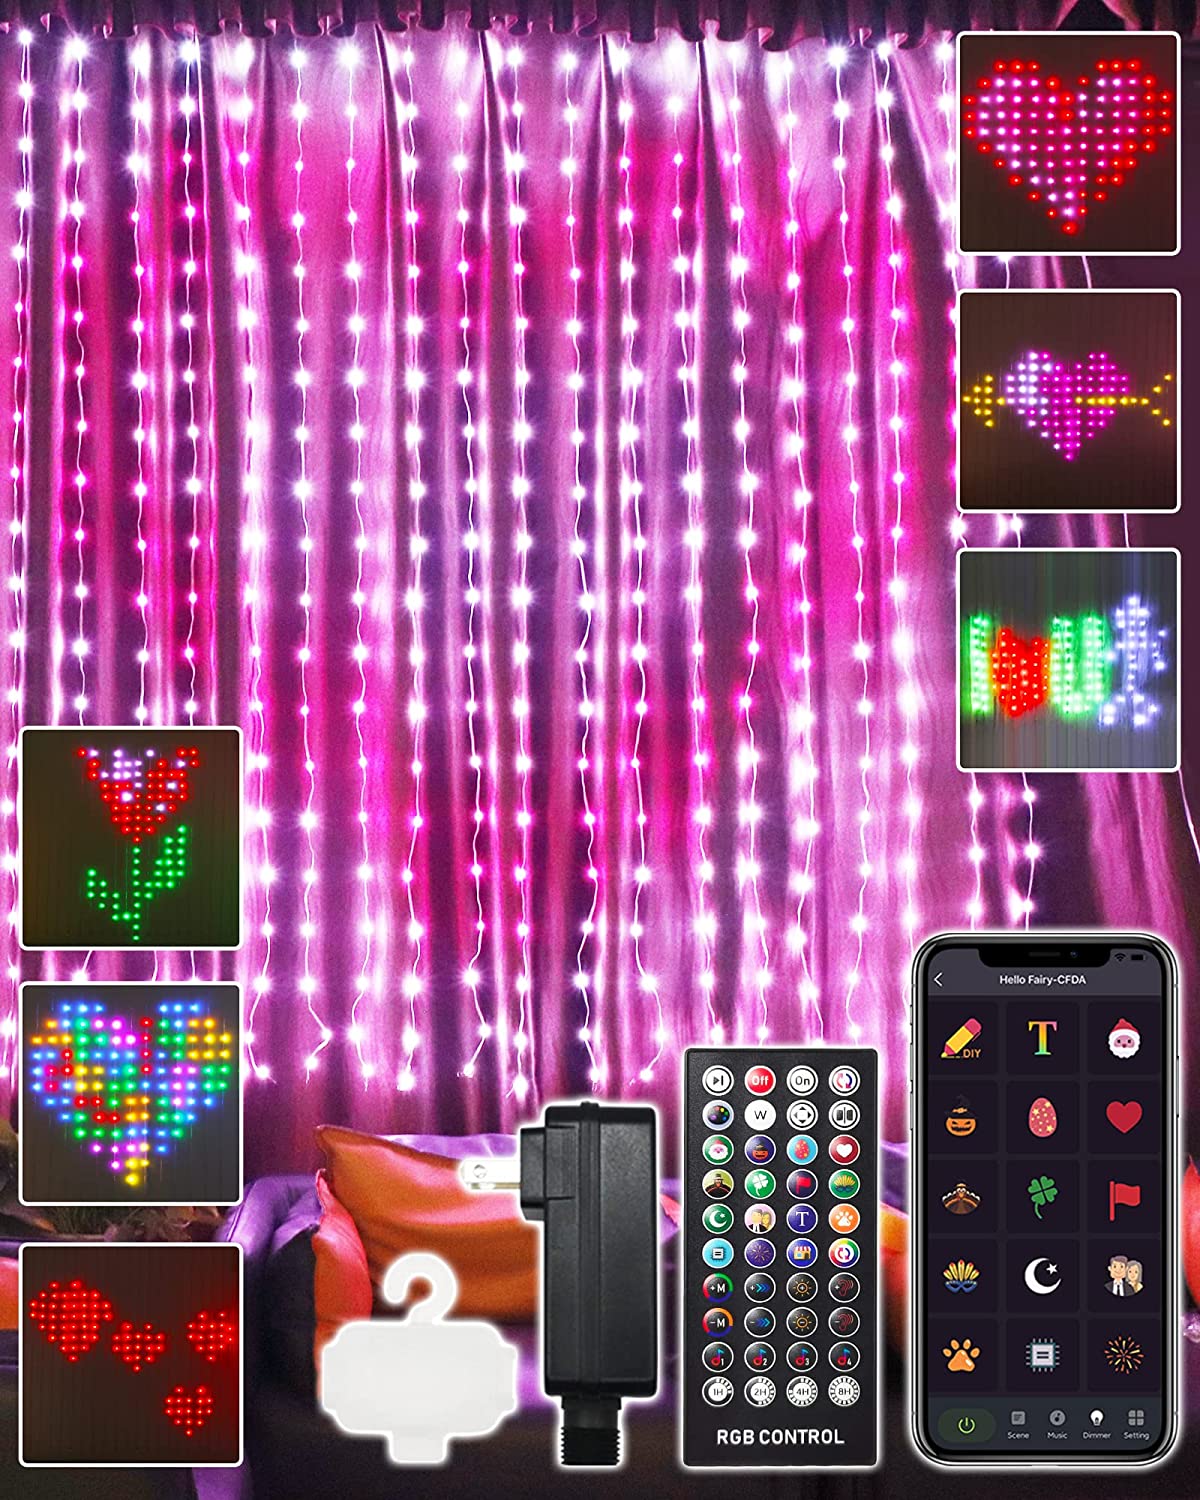 I U
Hello Fairy-CFDA
DIY
T
Off
On
W
T
+M
-M
1
2
3
4
1H
2H
4H
8H
RGB CONTROL
Scene
Music
Dimmer
Setting